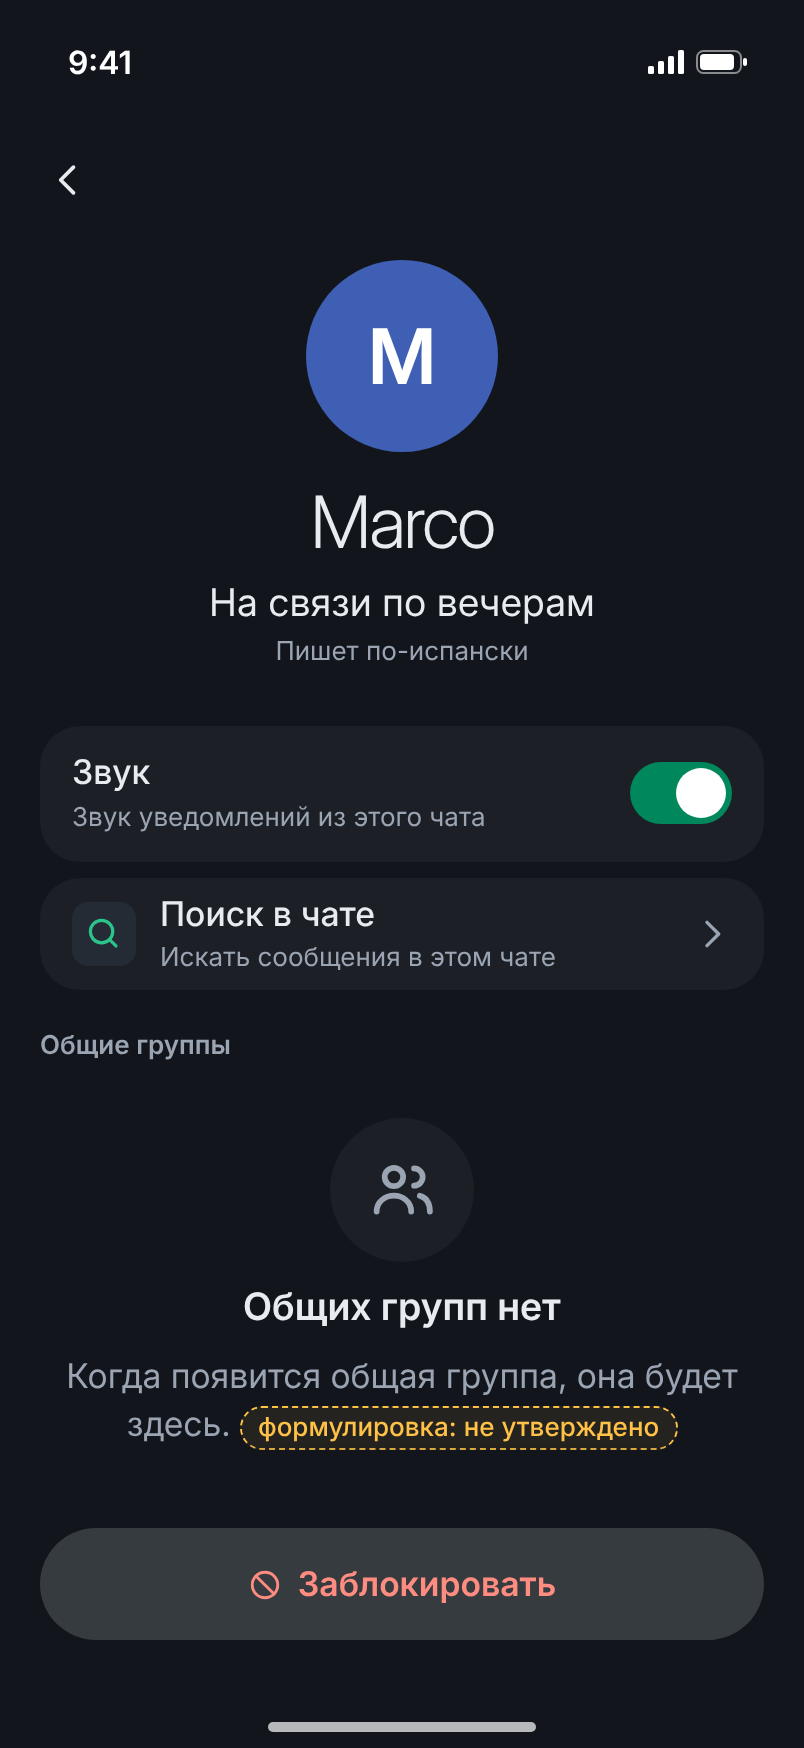 9:41
M
Marco
На связи по вечерам
Пишет по-испански
Звук
Звук уведомлений из этого чата
Поиск в чате
Искать сообщения в этом чате
Общие группы
Общих групп нет
Когда появится общая группа, она будет
здесь. формулировка: не утверждено
Заблокировать